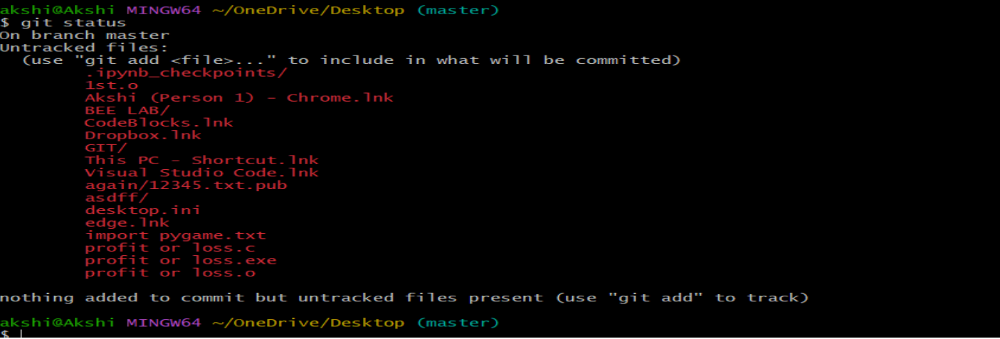 akshi@Akshi MINGW64 ~/OneDrive/Desktop (master)
$ git status
On branch master
Untracked files:
  (use "git add <file>..." to include in what will be committed)
        .ipynb_checkpoints/
        1st.o
        Akshi (Person 1) - Chrome.lnk
        BEE LAB/
        CodeBlocks.lnk
        Dropbox.lnk
        GIT/
        This PC - Shortcut.lnk
        Visual Studio Code.lnk
        again/12345.txt.pub
        asdff/
        desktop.ini
        edge.lnk
        import pygame.txt
        profit or loss.c
        profit or loss.exe
        profit or loss.o

nothing added to commit but untracked files present (use "git add" to track)

akshi@Akshi MINGW64 ~/OneDrive/Desktop (master)
$